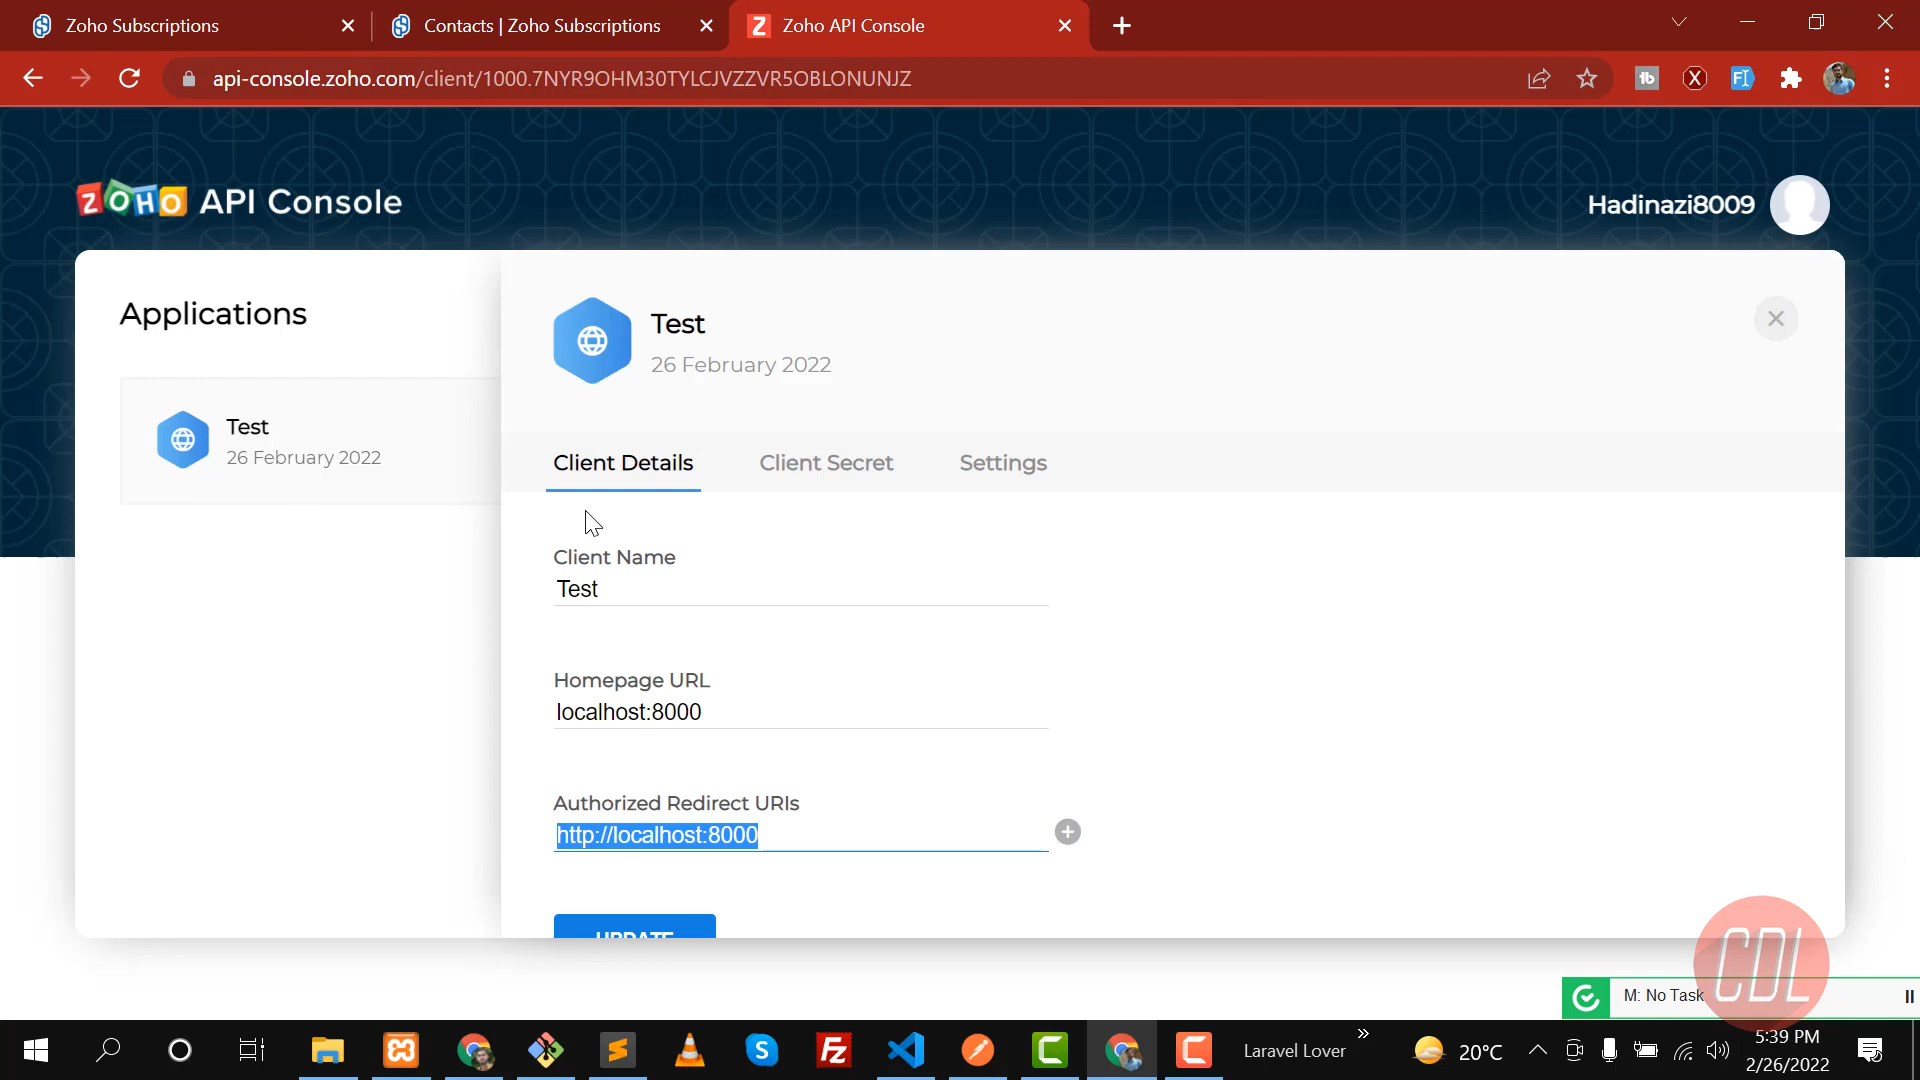 Zoho Subscriptions
Contacts | Zoho Subscriptions
Zoho API Console
api-console.zoho.com/client/1000.7NYR9OHM30TYLCJVZZVR5OBLONUNJZ
ZOHO API Console
Hadinazi8009
Applications
Test
26 February 2022
Test
26 February 2022
Client Details
Client Secret
Settings
Client Name
Test
Homepage URL
localhost:8000
Authorized Redirect URIs
http://localhost:8000
UPDATE
CDL
M: No Task
Laravel Lover
20°C
5:39 PM
2/26/2022